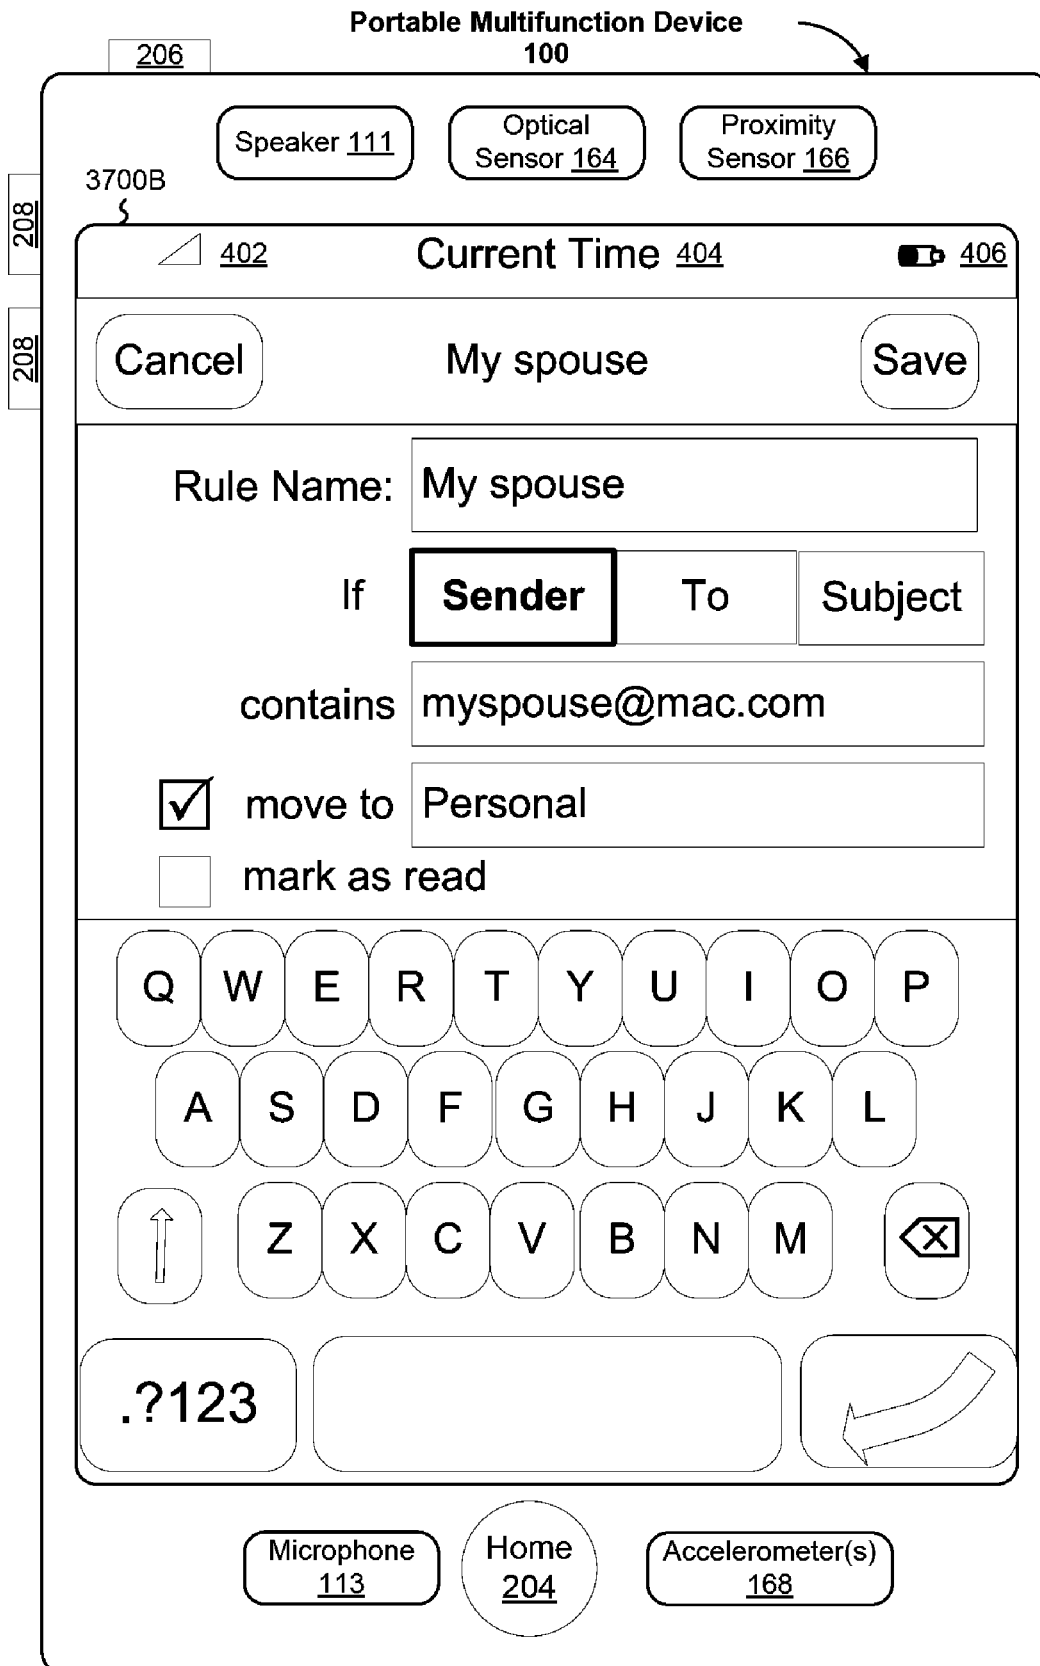 Portable Multifunction Device
100
206
Speaker 111
Optical
Sensor 164
Proximity
Sensor 166
3700B
208
208
402
Current Time 404
406
Cancel
My spouse
Save
Rule Name:
My spouse
If
Sender
To
Subject
contains
myspouse@mac.com
move to
Personal
mark as read
Q W E R T Y U I O P
A S D F G H J K L
Z X C V B N M
.?123
Microphone
113
Home
204
Accelerometer(s)
168